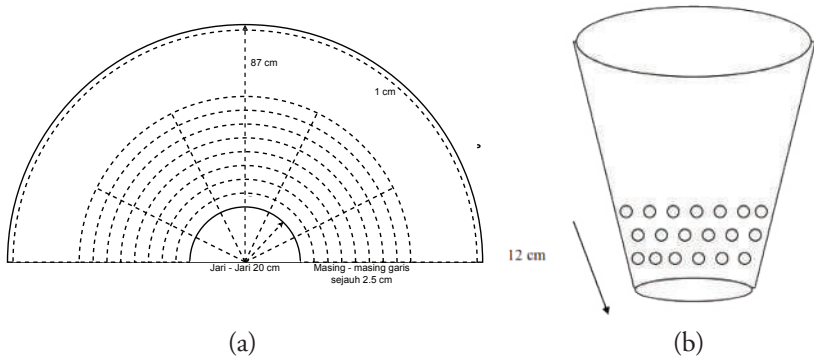 87 cm
1 cm
Jari - Jari 20 cm
Masing - masing garis
sejauh 2.5 cm
12 cm
(a)
(b)